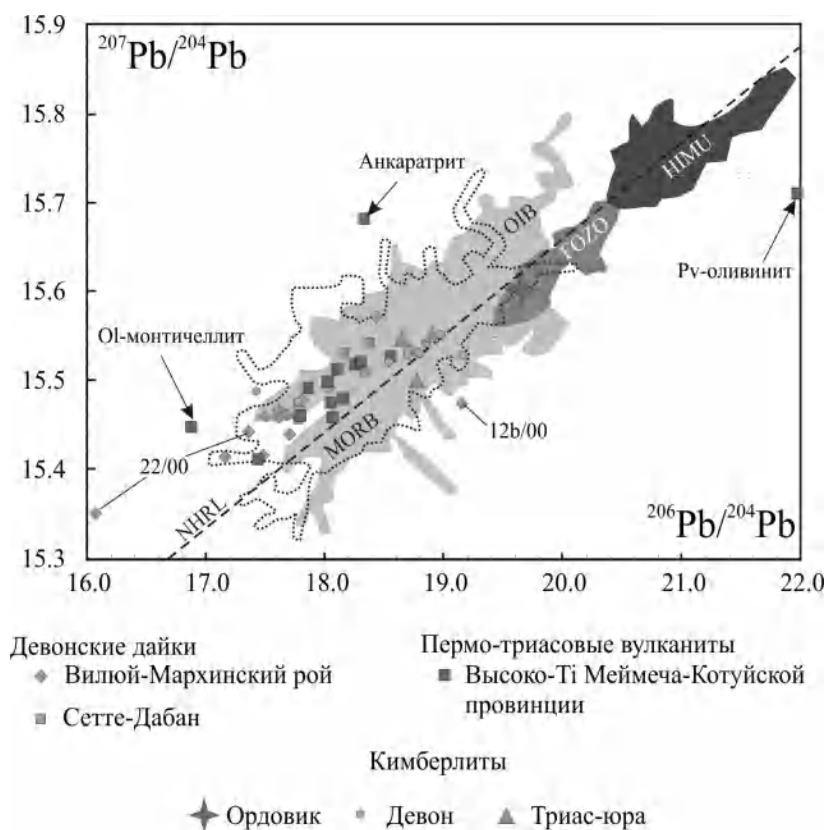 15.9
207Pb/204Pb
15.8
HIMU
Анкаратрит
15.7
OIB
FOZO
Pv-оливинит
15.6
Ol-монтичеллит
15.5
12b/00
MORB
15.4
22/00
NHRL
206Pb/204Pb
15.3
16.0 17.0 18.0 19.0 20.0 21.0 22.0
Девонские дайки
Вилюй-Мархинский рой
Сетте-Дабан
Пермо-триасовые вулканиты
Высоко-Ti Меймеча-Котуйской
провинции
Кимберлиты
Ордовик Девон Триас-юра